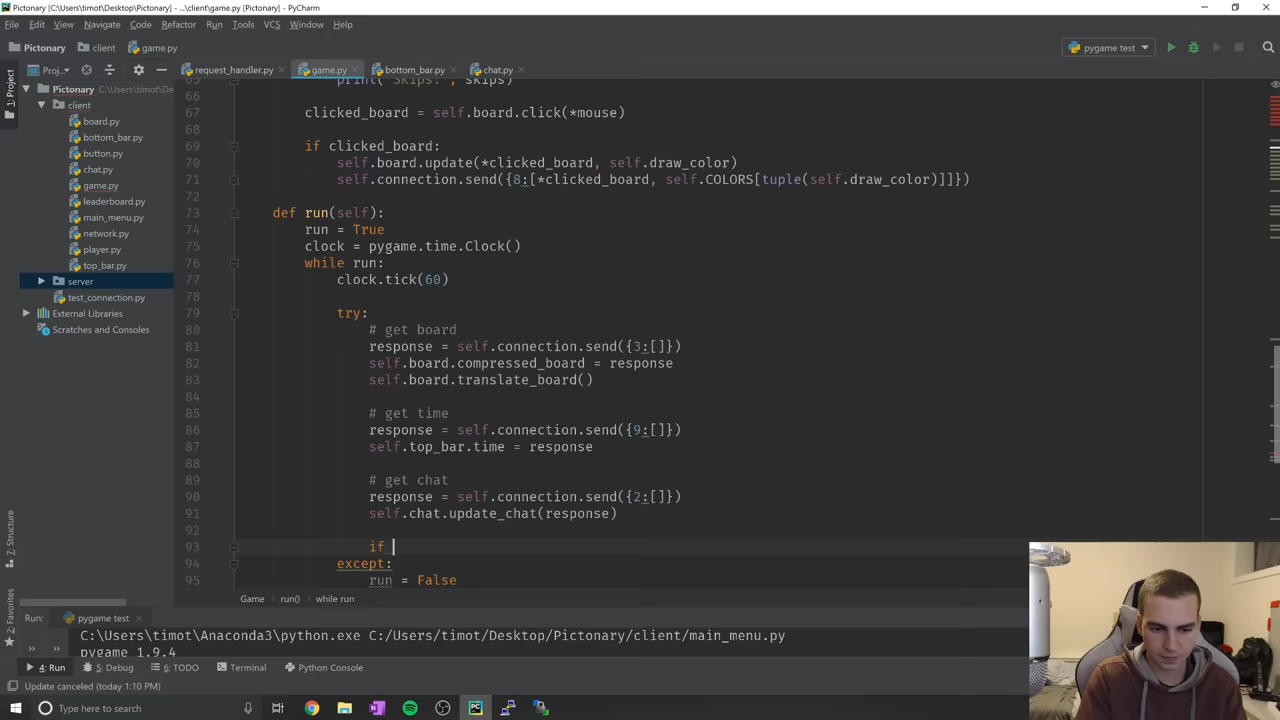 Pictonary [C:\Users\timot\Desktop\Pictonary] - ...\client\game.py [Pictonary] - PyCharm
File Edit View Navigate Code Refactor Run Tools VCS Window Help
Pictonary client game.py pygame test
1: Project Proj... request_handler.py game.py bottom_bar.py chat.py
Pictonary C:\Users\timot\De
client
board.py
bottom_bar.py
button.py
chat.py
game.py
leaderboard.py
main_menu.py
network.py
player.py
top_bar.py
server
test_connection.py
External Libraries
Scratches and Consoles
65 print("Skips: ", skips)
66
67 clicked_board = self.board.click(*mouse)
68
69 if clicked_board:
70 self.board.update(*clicked_board, self.draw_color)
71 self.connection.send({8:[*clicked_board, self.COLORS[tuple(self.draw_color)]]})
72
73 def run(self):
74 run = True
75 clock = pygame.time.Clock()
76 while run:
77 clock.tick(60)
78
79 try:
80 # get board
81 response = self.connection.send({3:[]})
82 self.board.compressed_board = response
83 self.board.translate_board()
84
85 # get time
86 response = self.connection.send({9:[]})
87 self.top_bar.time = response
88
89 # get chat
90 response = self.connection.send({2:[]})
91 self.chat.update_chat(response)
92
93 if
94 except:
95 run = False
Game run() while run
7: Structure
2: Favorites
Run: pygame test
C:\Users\timot\Anaconda3\python.exe C:/Users/timot/Desktop/Pictonary/client/main_menu.py
pygame 1.9.4
4: Run 5: Debug 6: TODO Terminal Python Console
Update canceled (today 1:10 PM)
Type here to search